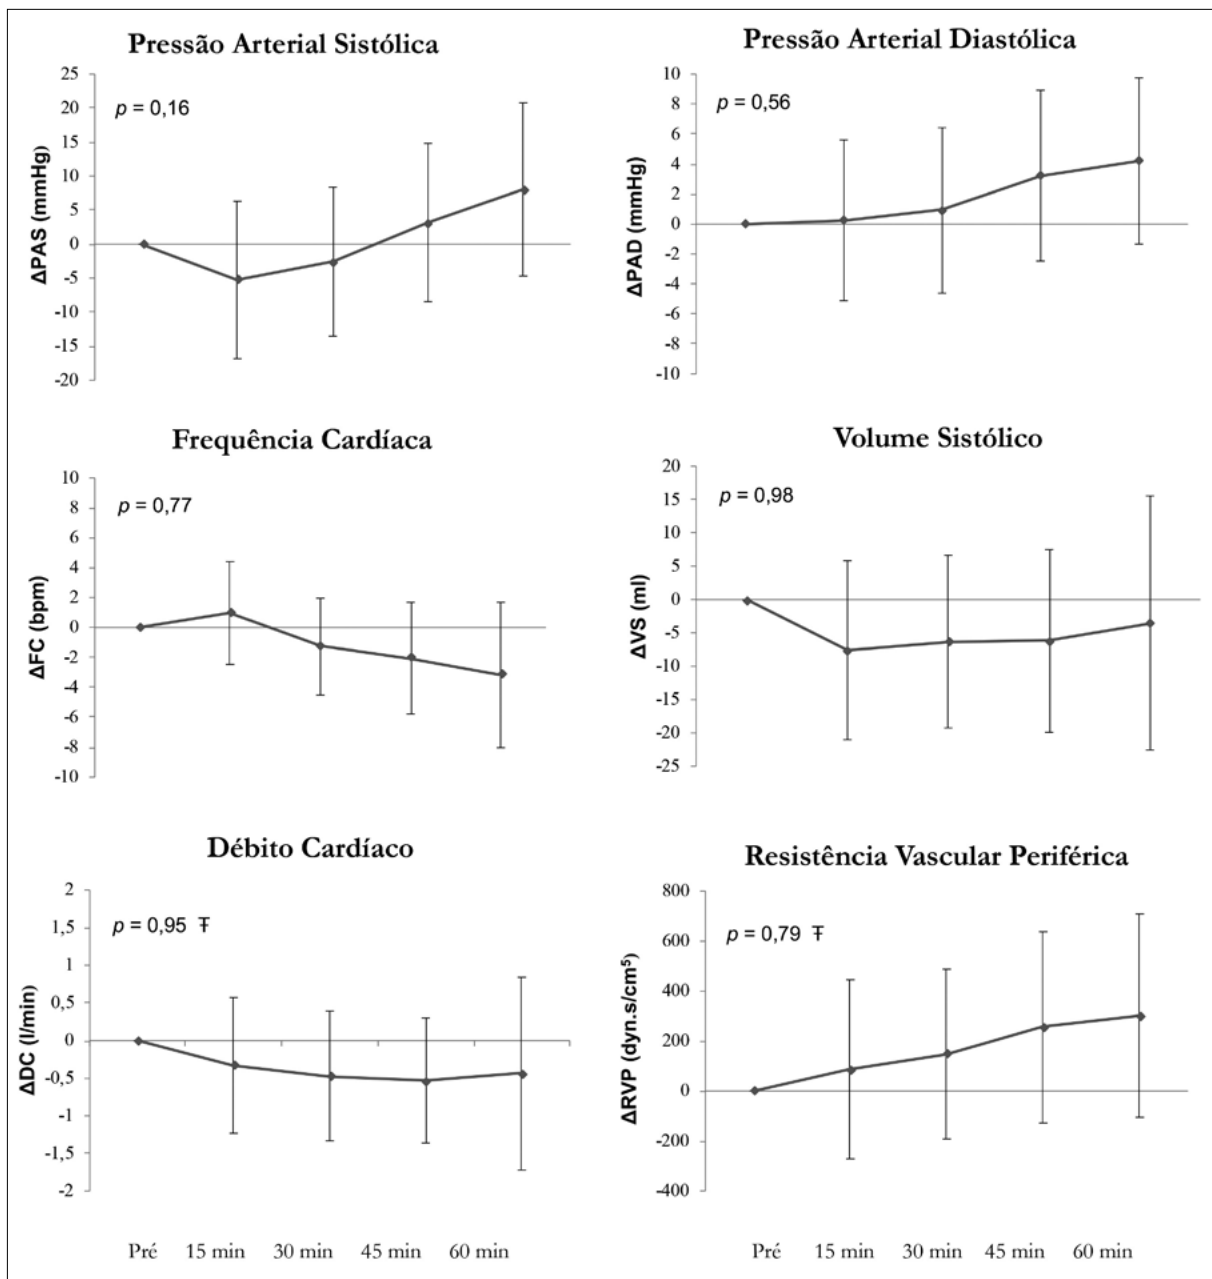 Pressão Arterial Sistólica
p = 0,16
ΔPAS (mmHg)
25
20
15
10
5
0
-5
-10
-15
-20
Pressão Arterial Diastólica
p = 0,56
ΔPAD (mmHg)
10
8
6
4
2
0
-2
-4
-6
-8
-10
Frequência Cardíaca
p = 0,77
ΔFC (bpm)
10
8
6
4
2
0
-2
-4
-6
-8
-10
Volume Sistólico
p = 0,98
ΔVS (ml)
20
15
10
5
0
-5
-10
-15
-20
-25
Débito Cardíaco
p = 0,95 Ŧ
ΔDC (l/min)
2
1,5
1
0,5
0
-0,5
-1
-1,5
-2
Resistência Vascular Periférica
p = 0,79 Ŧ
ΔRVP (dyn.s/cm⁵)
800
600
400
200
0
-200
-400
Pré 15 min 30 min 45 min 60 min
Pré 15 min 30 min 45 min 60 min